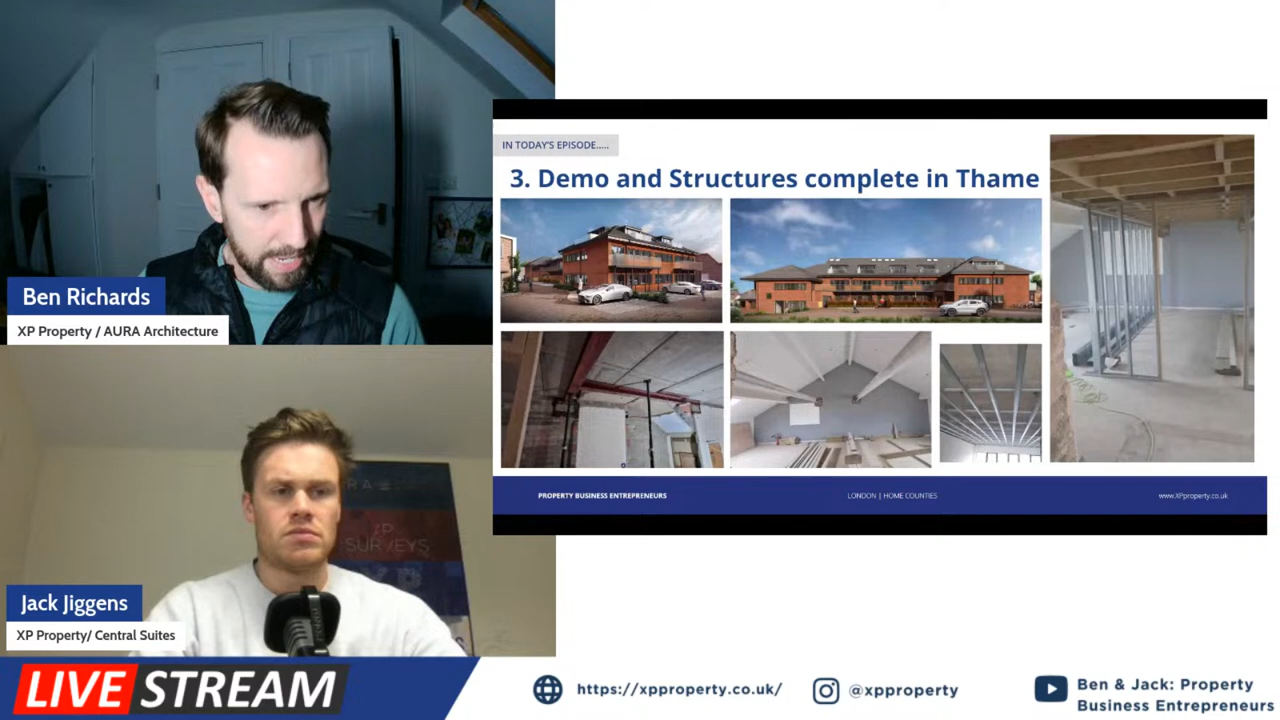 Ben Richards
XP Property / AURA Architecture
IN TODAY'S EPISODE.....
3. Demo and Structures complete in Thame
PROPERTY BUSINESS ENTREPRENEURS
LONDON | HOME COUNTIES
www.XPproperty.co.uk
SURVEYS
Jack Jiggens
XP Property/ Central Suites
LIVE STREAM
https://xpproperty.co.uk/
@xpproperty
Ben & Jack: Property
Business Entrepreneurs